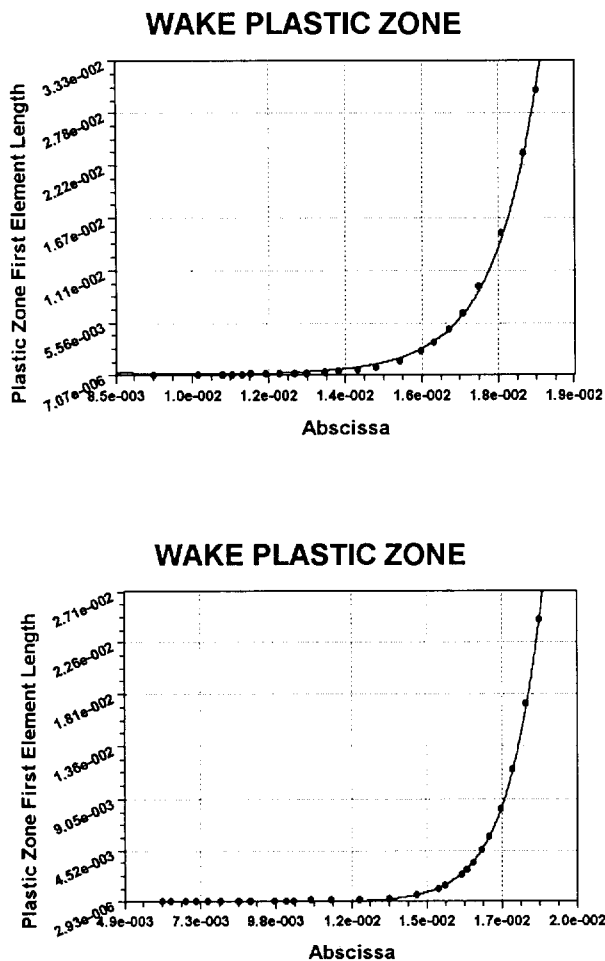 WAKE PLASTIC ZONE
Plastic Zone First Element Length
3.33e-002
2.78e-002
2.22e-002
1.67e-002
1.11e-002
5.56e-003
7.07e-006
8.5e-003 1.0e-002 1.2e-002 1.4e-002 1.6e-002 1.8e-002 1.9e-002
Abscissa
WAKE PLASTIC ZONE
Plastic Zone First Element Length
2.71e-002
2.26e-002
1.81e-002
1.36e-002
9.05e-003
4.52e-003
2.93e-006
4.9e-003 7.3e-003 9.8e-003 1.2e-002 1.5e-002 1.7e-002 2.0e-002
Abscissa